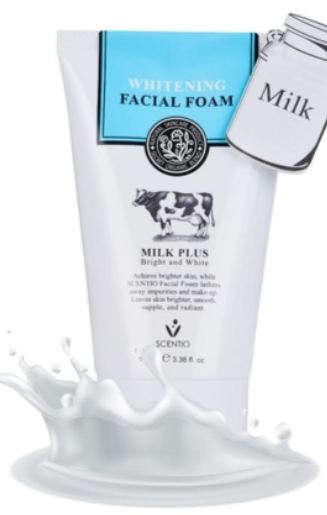 WHITENING
FACIAL FOAM
Milk
MILK PLUS
Bright and White
Achieve brighter skin, while
SCENTIO Facial Foam lathers
away impurities and make-up.
Leaves skin brighter, smooth,
supple, and radiant.
SCENTIO
℮ 3.38 fl. oz.